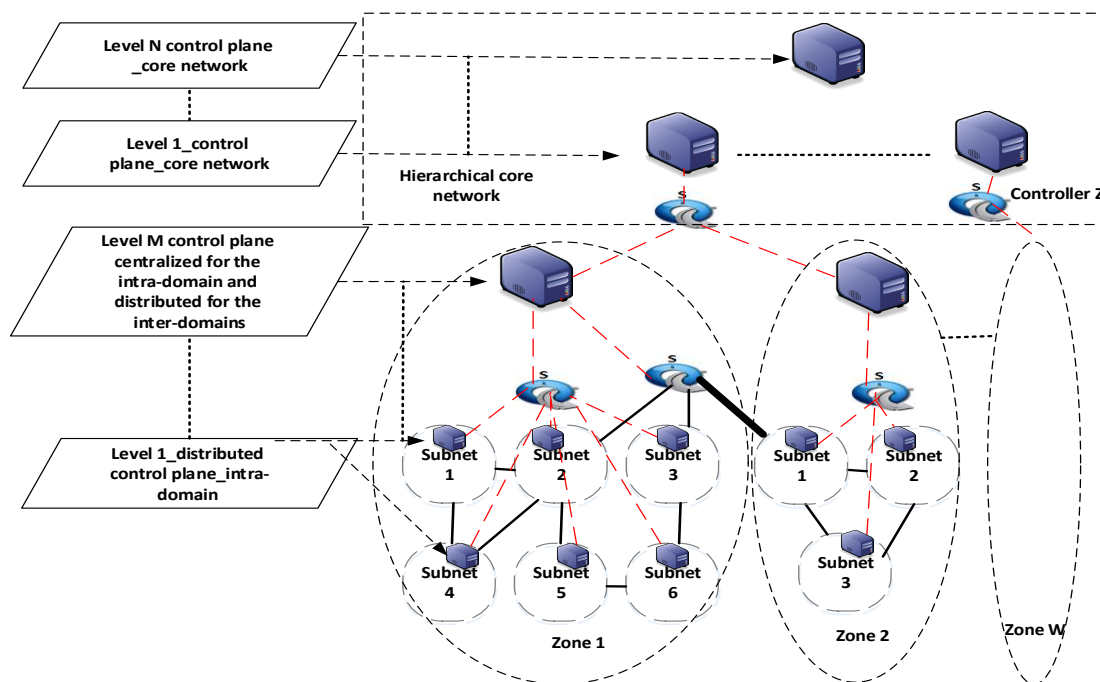 Level N control plane
_core network
Level 1_control
plane_core network
Hierarchical core
network
S
S
Controller Z
Level M control plane
centralized for the
intra-domain and
distributed for the
inter-domains
S
S
S
Level 1_distributed
control plane_intra-
domain
Subnet
1
Subnet
2
Subnet
3
Subnet
1
Subnet
2
Subnet
4
Subnet
5
Subnet
6
Subnet
3
Zone 1
Zone 2
Zone W